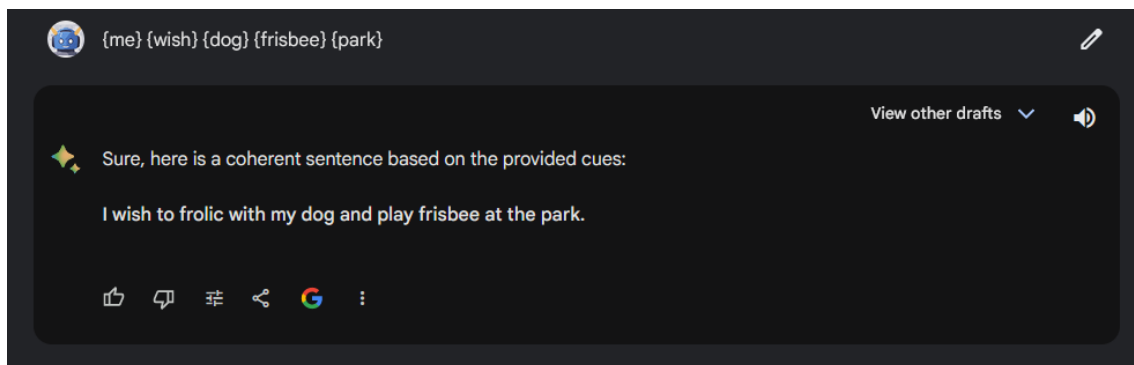 {me} {wish} {dog} {frisbee} {park}
View other drafts
Sure, here is a coherent sentence based on the provided cues:
I wish to frolic with my dog and play frisbee at the park.